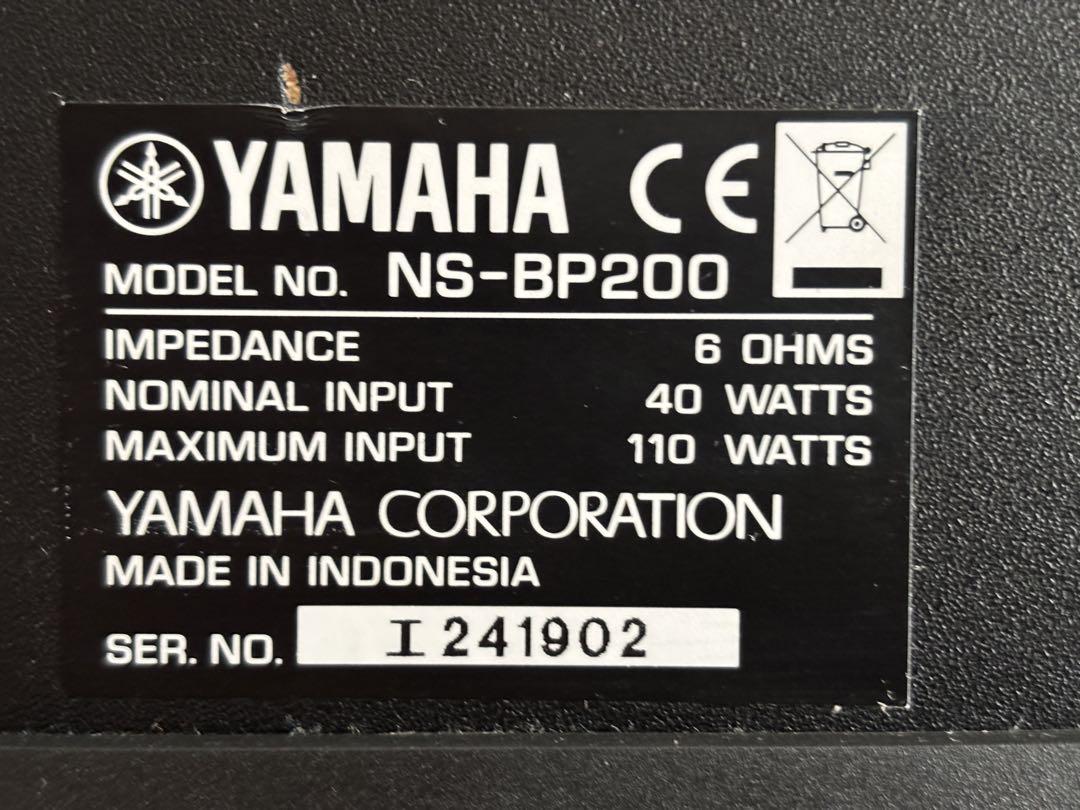 YAMAHA CE
MODEL NO. NS-BP200
IMPEDANCE 6 OHMS
NOMINAL INPUT 40 WATTS
MAXIMUM INPUT 110 WATTS
YAMAHA CORPORATION
MADE IN INDONESIA
SER. NO. I241902